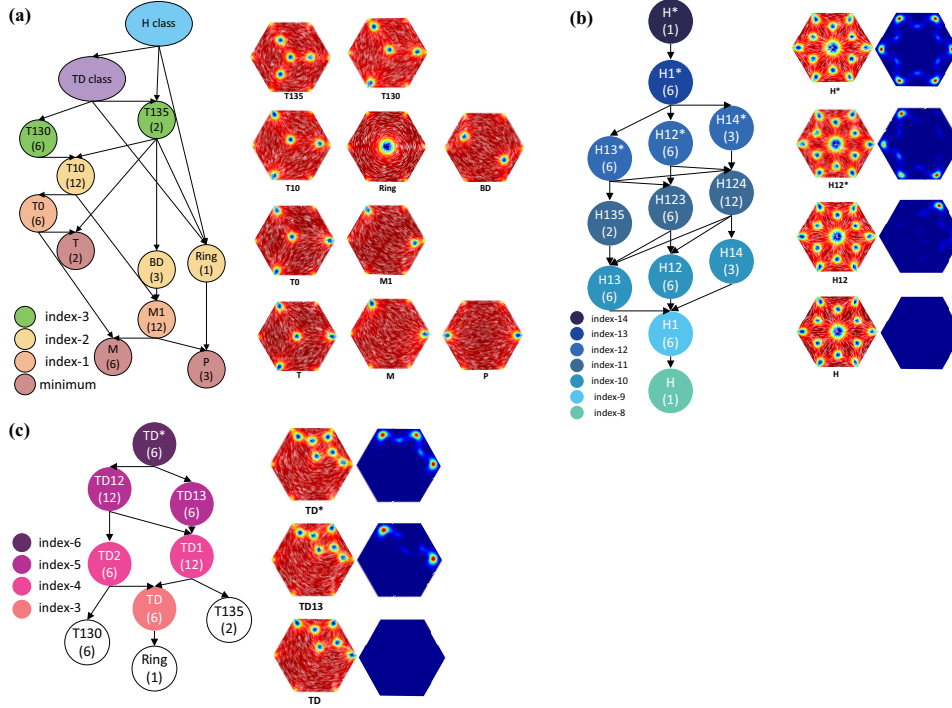 (a)
H class
TD class
T130
(6)
T135
(2)
T10
(12)
T0
(6)
T
(2)
BD
(3)
Ring
(1)
M1
(12)
M
(6)
P
(3)
index-3
index-2
index-1
minimum
T135
T130
T10
Ring
BD
T0
M1
T
M
P
(b)
H*
(1)
H1*
(6)
H13*
(6)
H12*
(6)
H14*
(3)
H135
(2)
H123
(6)
H124
(12)
H13
(6)
H12
(6)
H14
(3)
H1
(6)
H
(1)
index-14
index-13
index-12
index-11
index-10
index-9
index-8
H*
H12*
H12
H
(c)
TD*
(6)
TD12
(12)
TD13
(6)
TD2
(6)
TD1
(12)
TD
(6)
T130
(6)
T135
(2)
Ring
(1)
index-6
index-5
index-4
index-3
TD*
TD13
TD